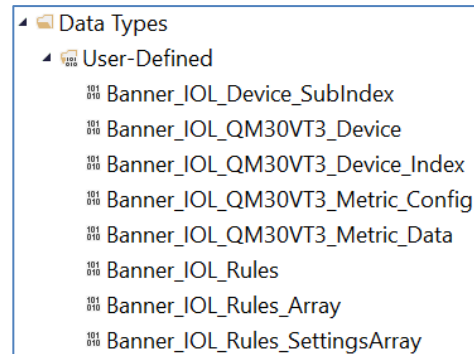 Data Types
User-Defined
Banner_IOL_Device_SubIndex
Banner_IOL_QM30VT3_Device
Banner_IOL_QM30VT3_Device_Index
Banner_IOL_QM30VT3_Metric_Config
Banner_IOL_QM30VT3_Metric_Data
Banner_IOL_Rules
Banner_IOL_Rules_Array
Banner_IOL_Rules_SettingsArray